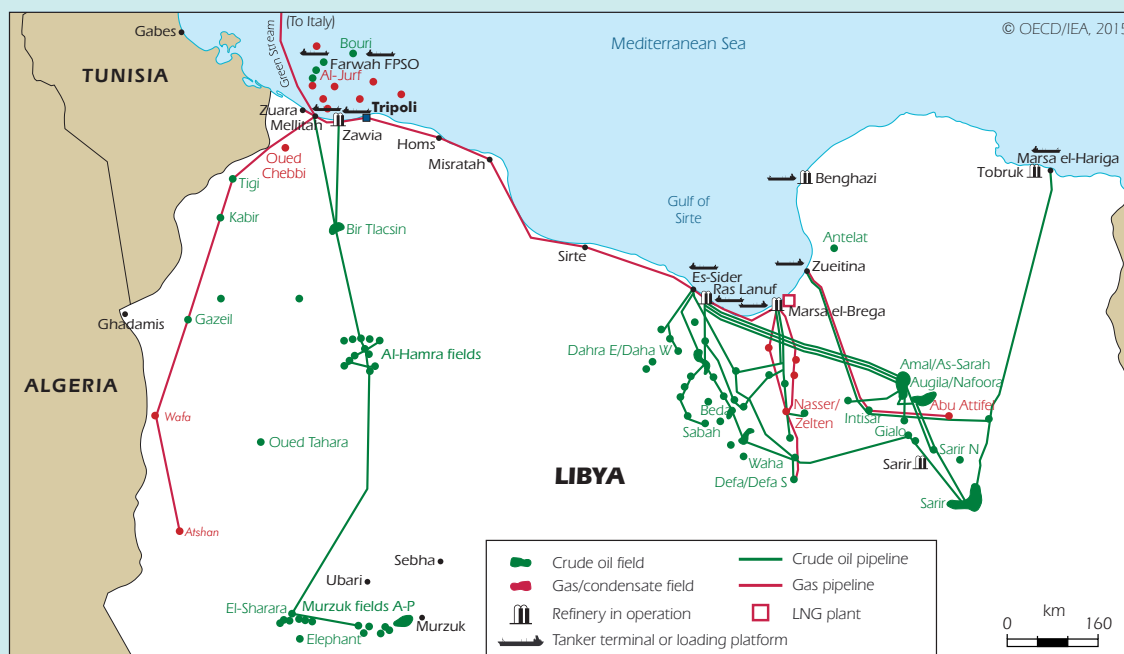 (To Italy)
© OECD/IEA, 2015
Gabes
Bouri
Mediterranean Sea
Green Stream
Farwah FPSO
TUNISIA
Al-Jurf
Zuara
Tripoli
Mellitah
Zawia
Homs
Marsa el-Hariga
Oued
Chebbi
Misratah
Tobruk
Benghazi
Tigi
Gulf of
Sirte
Kabir
Bir Tlacsin
Antelat
Sirte
Zueitina
Es-Sider
Ras Lanuf
Ghadamis
Gazeil
Marsa el-Brega
Al-Hamra fields
Dahra E/Daha W
Amal/As-Sarah
Augila/Nafoora
ALGERIA
Wafa
Beda
Nasser/
Zelten
Abu Attifel
Intisar
Sabah
Gialo
Oued Tahara
Sarir N
Waha
Sarir
LIBYA
Defa/Defa S
Sarir
Atshan
Sebha
Ubari
El-Sharara
Murzuk fields A-P
Murzuk
Elephant
Crude oil field
Crude oil pipeline
Gas/condensate field
Gas pipeline
Refinery in operation
LNG plant
Tanker terminal or loading platform
km
0 160